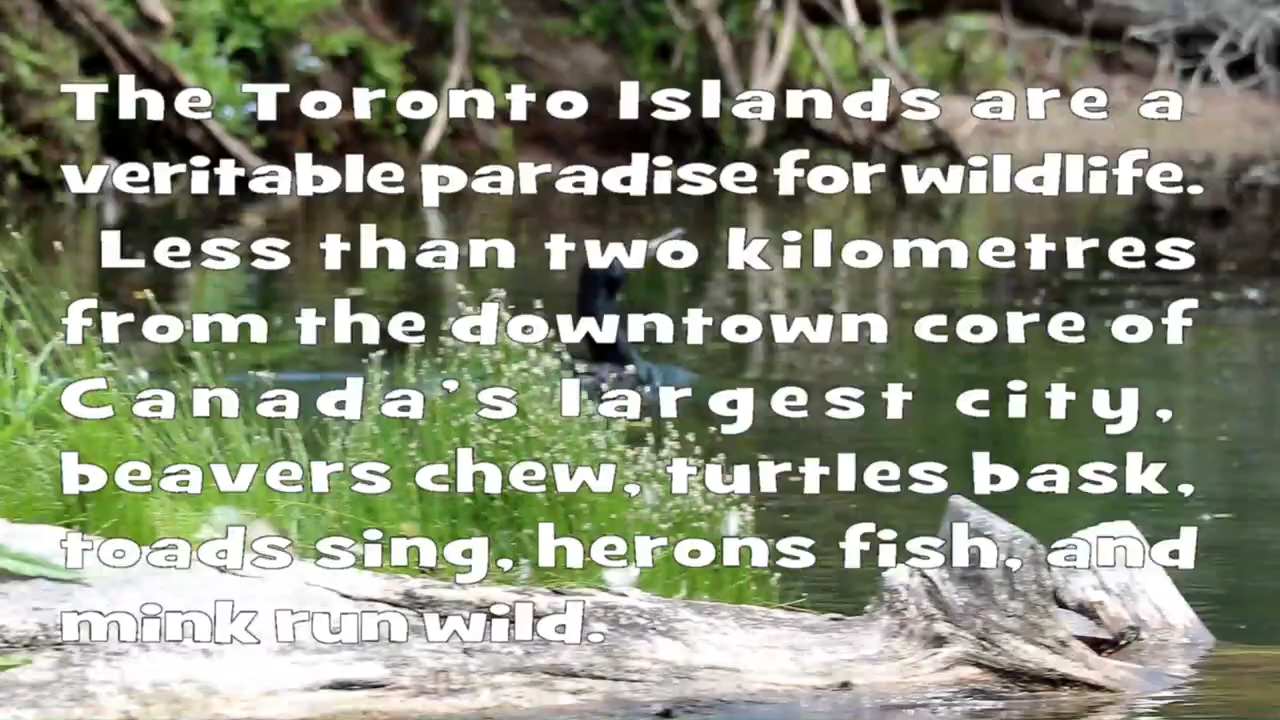 The Toronto Islands are a
veritable paradise for wildlife.
Less than two kilometres
from the downtown core of
Canada's largest city,
beavers chew, turtles bask,
toads sing, herons fish, and
mink run wild.